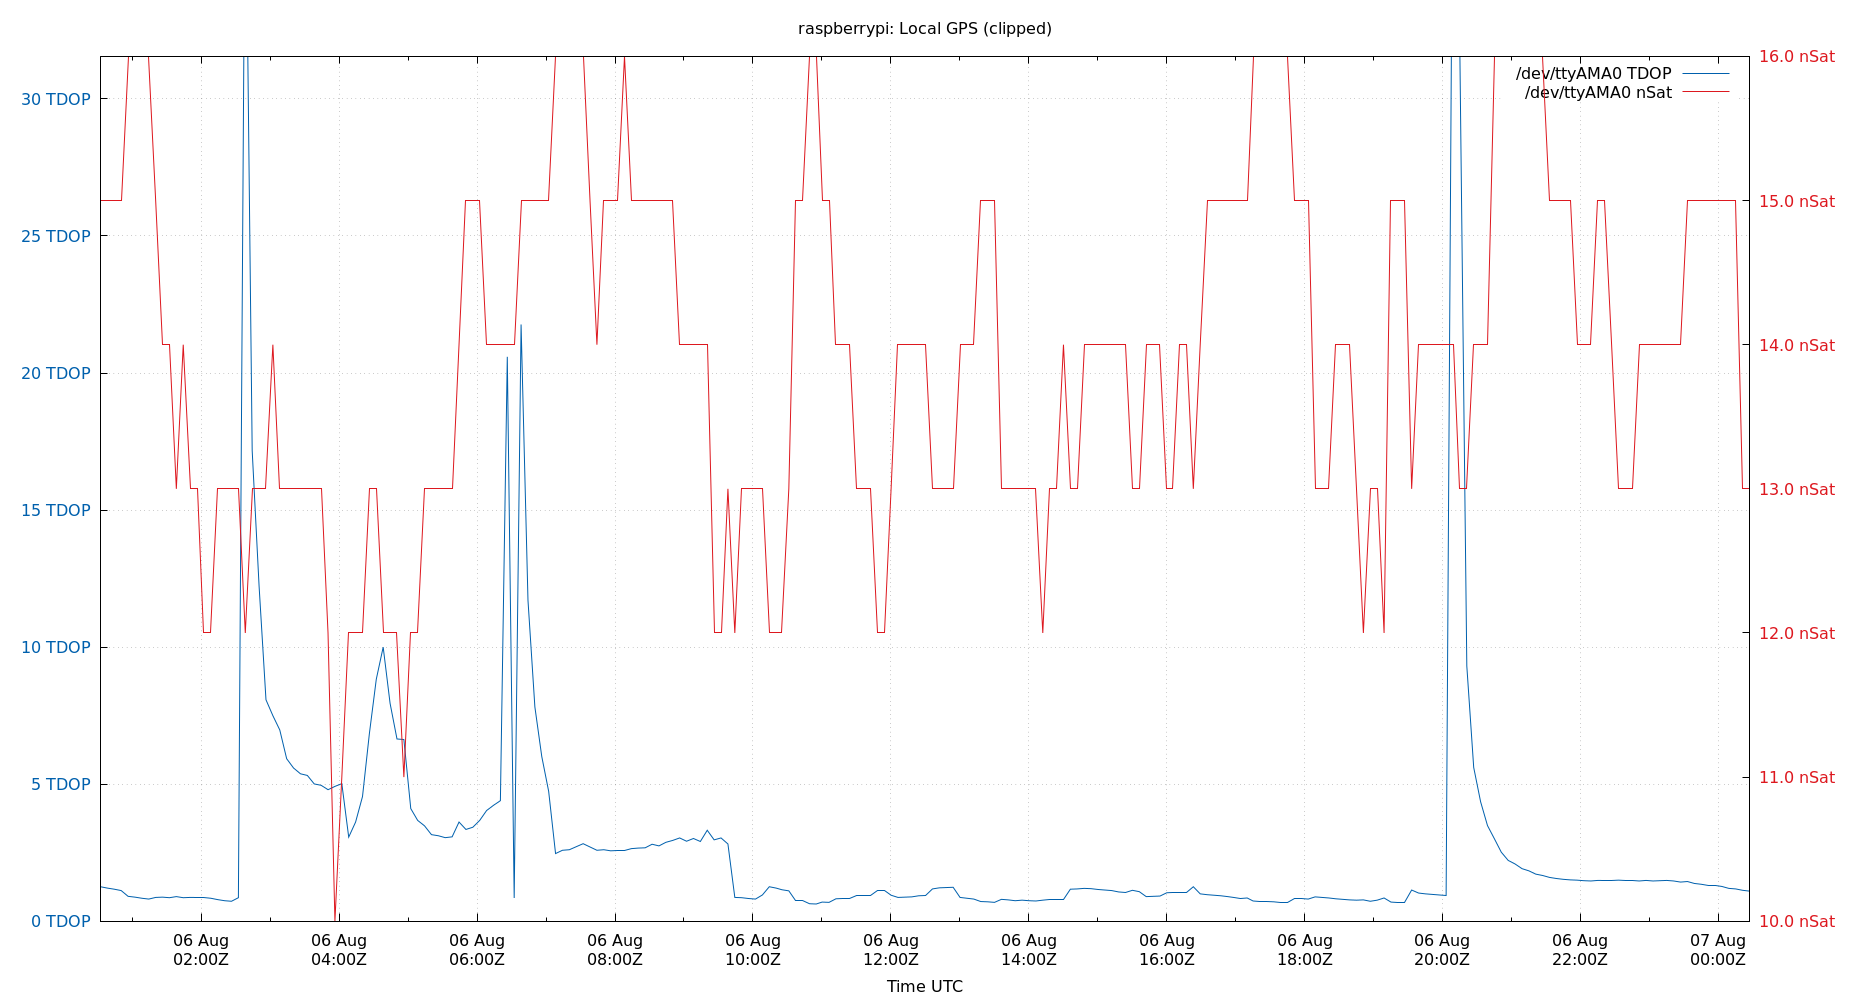 raspberrypi: Local GPS (clipped)
/dev/ttyAMA0 TDOP
/dev/ttyAMA0 nSat
30 TDOP
25 TDOP
20 TDOP
15 TDOP
10 TDOP
5 TDOP
0 TDOP
16.0 nSat
15.0 nSat
14.0 nSat
13.0 nSat
12.0 nSat
11.0 nSat
10.0 nSat
06 Aug
02:00Z
06 Aug
04:00Z
06 Aug
06:00Z
06 Aug
08:00Z
06 Aug
10:00Z
06 Aug
12:00Z
06 Aug
14:00Z
06 Aug
16:00Z
06 Aug
18:00Z
06 Aug
20:00Z
06 Aug
22:00Z
07 Aug
00:00Z
Time UTC